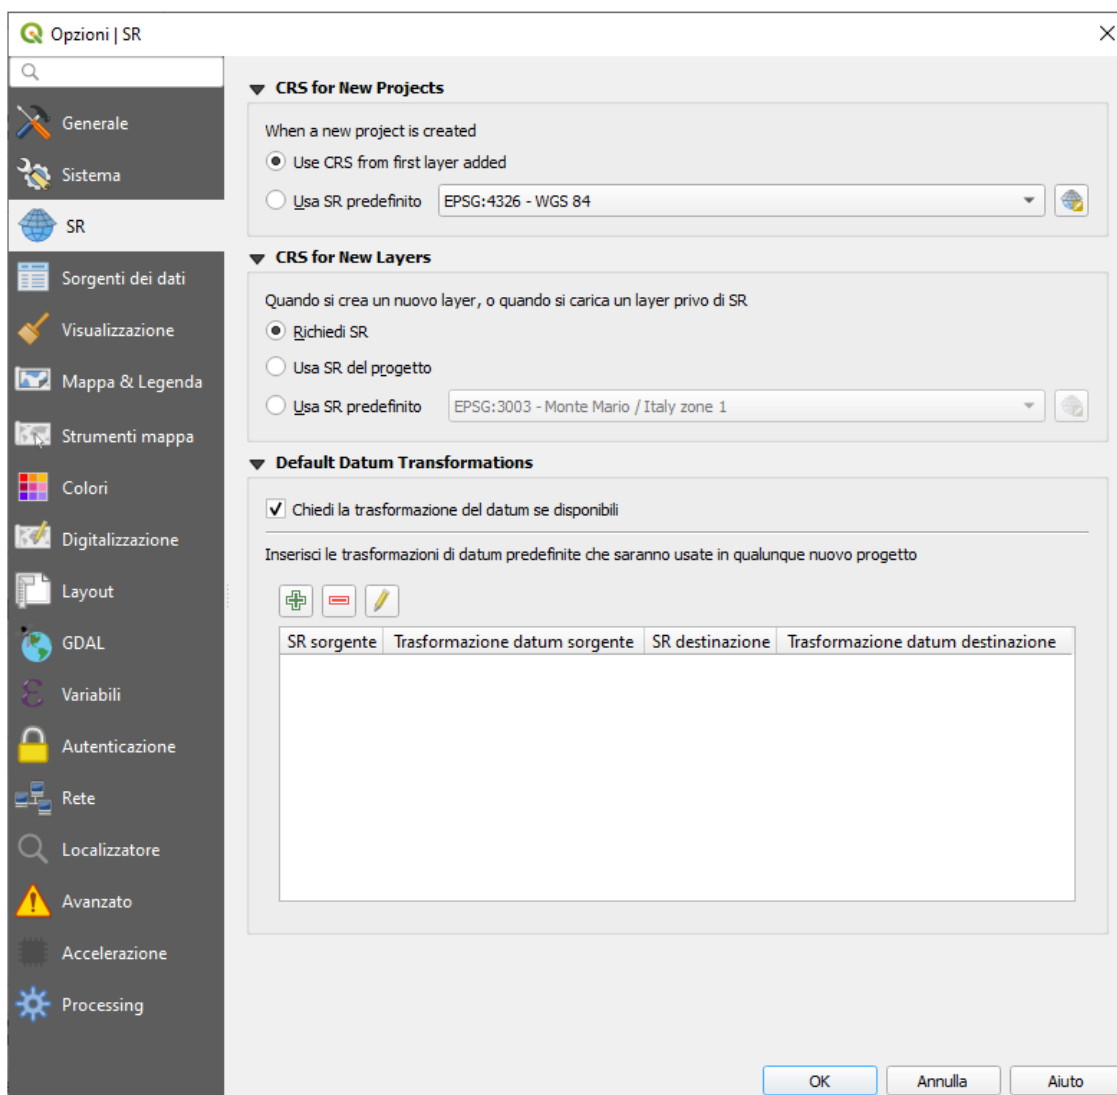 Opzioni | SR
Generale
Sistema
SR
Sorgenti dei dati
Visualizzazione
Mappa & Legenda
Strumenti mappa
Colori
Digitalizzazione
Layout
GDAL
Variabili
Autenticazione
Rete
Localizzatore
Avanzato
Accelerazione
Processing
CRS for New Projects
When a new project is created
Use CRS from first layer added
Usa SR predefinito EPSG:4326 - WGS 84
CRS for New Layers
Quando si crea un nuovo layer, o quando si carica un layer privo di SR
Richiedi SR
Usa SR del progetto
Usa SR predefinito EPSG:3003 - Monte Mario / Italy zone 1
Default Datum Transformations
Chiedi la trasformazione del datum se disponibili
Inserisci le trasformazioni di datum predefinite che saranno usate in qualunque nuovo progetto
SR sorgente Trasformazione datum sorgente SR destinazione Trasformazione datum destinazione
OK Annulla Aiuto